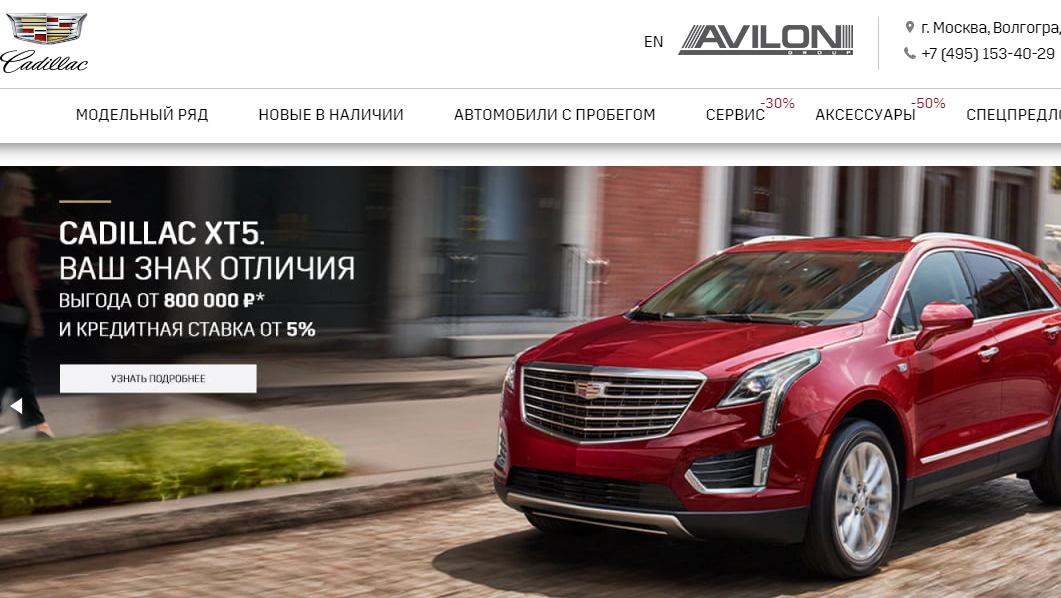 Cadillac
EN
AVILON
GROUP
г. Москва, Волгогра
+7 (495) 153-40-29
МОДЕЛЬНЫЙ РЯД
НОВЫЕ В НАЛИЧИИ
АВТОМОБИЛИ С ПРОБЕГОМ
СЕРВИС -30%
АКСЕССУАРЫ -50%
СПЕЦПРЕДЛО
CADILLAC XT5.
ВАШ ЗНАК ОТЛИЧИЯ
ВЫГОДА ОТ 800 000 ₽*
И КРЕДИТНАЯ СТАВКА ОТ 5%
УЗНАТЬ ПОДРОБНЕЕ